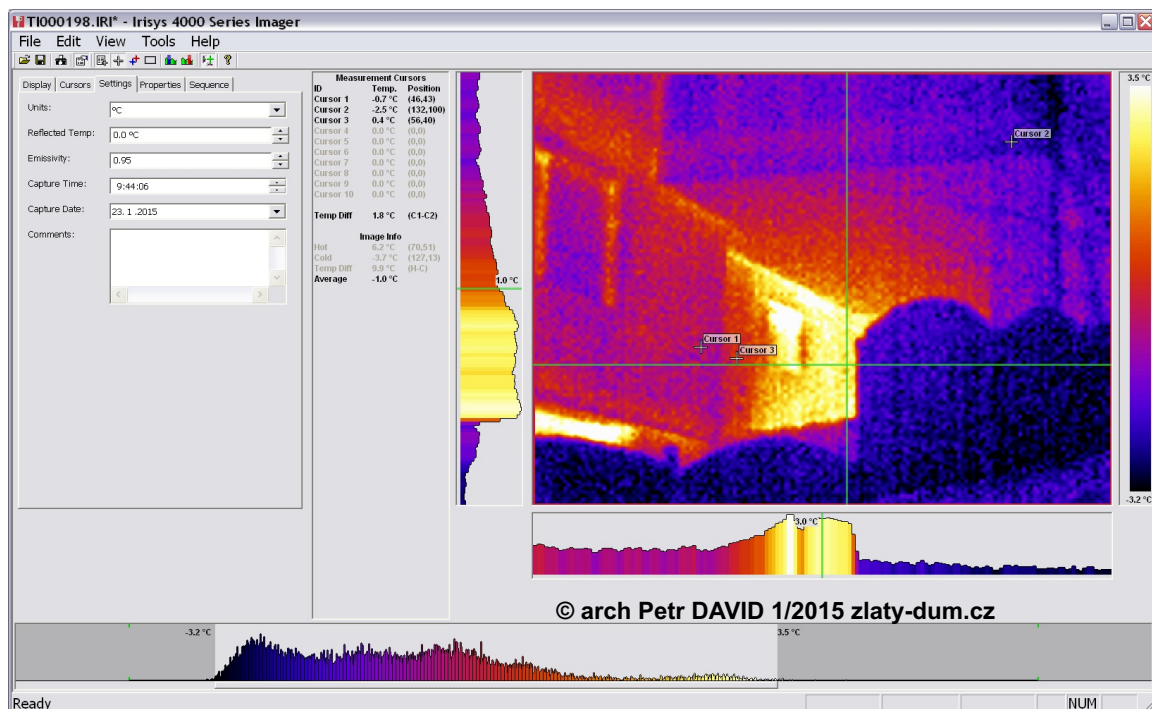 TI000198.IRI* - Irisys 4000 Series Imager
File Edit View Tools Help
Display Cursors Settings Properties Sequence
Units: ºC
Reflected Temp: 0.0 ºC
Emissivity: 0.95
Capture Time: 9:44:06
Capture Date: 23. 1 .2015
Comments:
Measurement Cursors
ID Temp. Position
Cursor 1 -0.7 °C (46,43)
Cursor 2 -2.5 °C (132,100)
Cursor 3 0.4 °C (56,40)
Cursor 4 0.0 °C (0,0)
Cursor 5 0.0 °C (0,0)
Cursor 6 0.0 °C (0,0)
Cursor 7 0.0 °C (0,0)
Cursor 8 0.0 °C (0,0)
Cursor 9 0.0 °C (0,0)
Cursor 10 0.0 °C (0,0)
Temp Diff 1.8 °C (C1-C2)
Image Info
Hot 6.2 °C (70,51)
Cold -3.7 °C (127,13)
Temp Diff 9.9 °C (H-C)
Average -1.0 °C
1.0 °C
Cursor 2
Cursor 1
Cursor 3
3.5 °C
-3.2 °C
3.0 °C
© arch Petr DAVID 1/2015 zlaty-dum.cz
-3.2 °C
3.5 °C
Ready
NUM